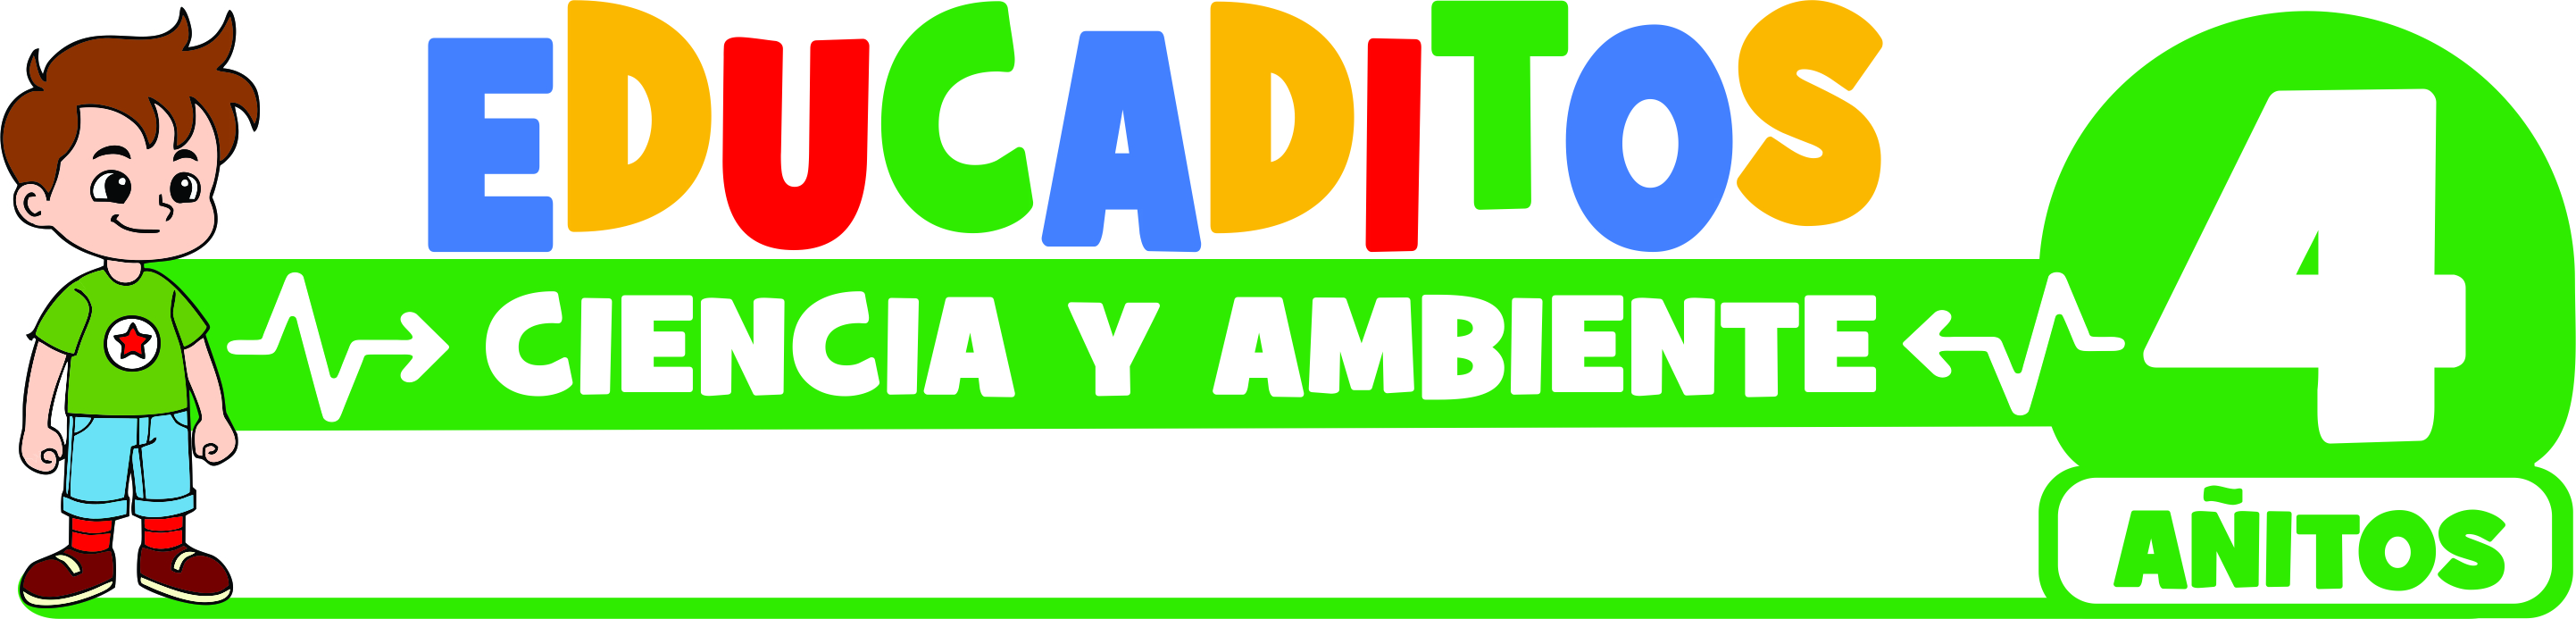 EDUCADITOS
CIENCIA Y AMBIENTE
4
AÑITOS